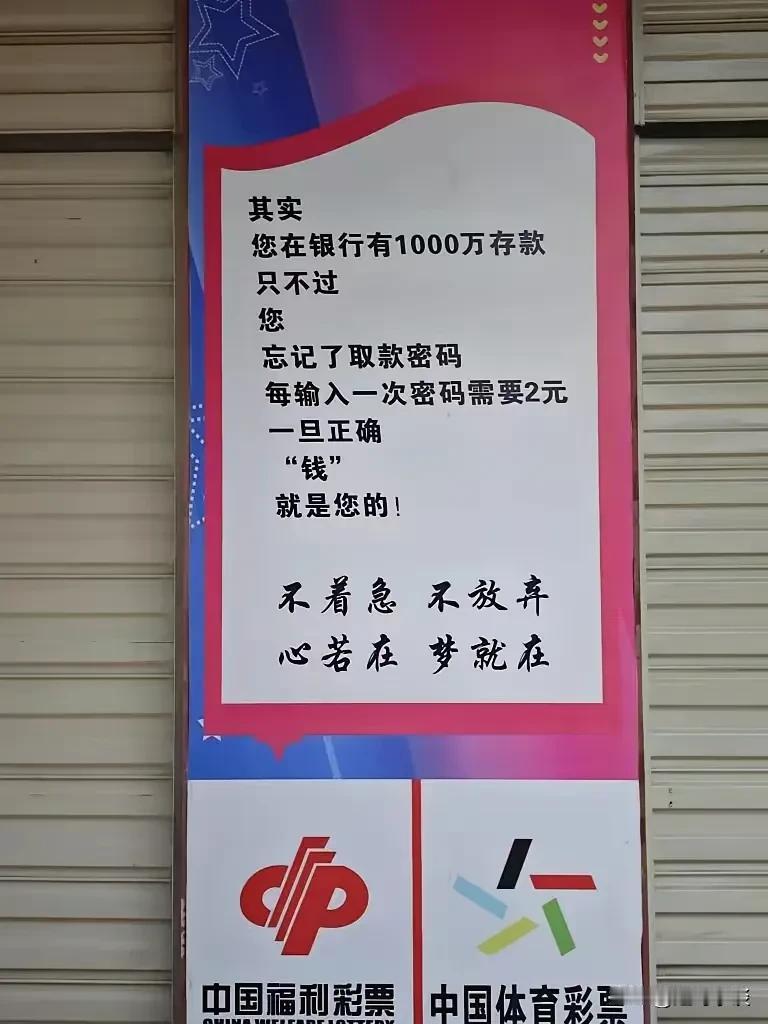 其实
您在银行有1000万存款
只不过
您
忘记了取款密码
每输入一次密码需要2元
一旦正确
“钱”
就是您的！
不着急 不放弃
心若在 梦就在
中国福利彩票
CHINA WELFARE LOTTERY
中国体育彩票